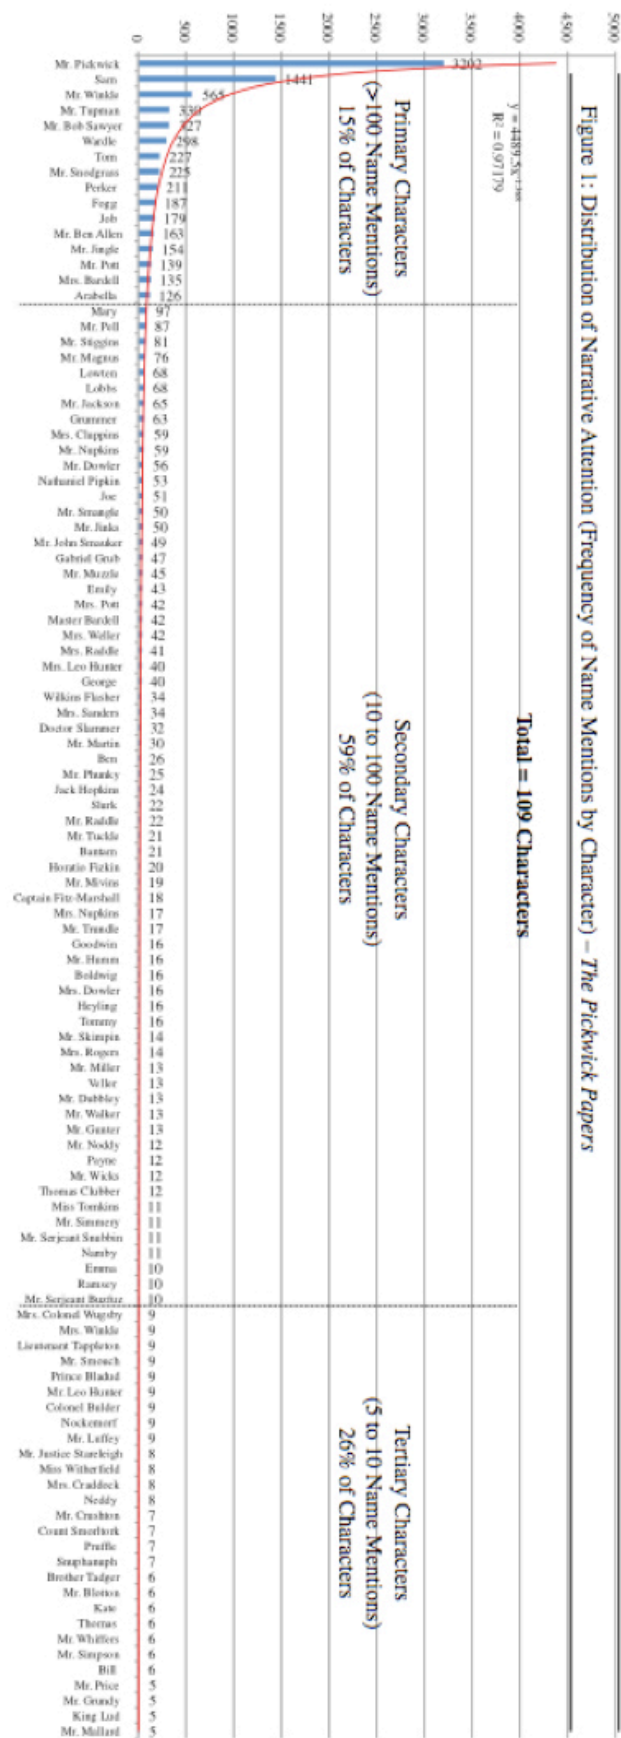 Figure 1: Distribution of Narrative Attention (Frequency of Name Mentions by Character) – The Pickwick Papers
5000
4500
4000
3500
3000
2500
2000
1500
1000
500
0
R² = 0.97179
Total = 109 Characters
Primary Characters
(>100 Name Mentions)
15% of Characters
Secondary Characters
(10 to 100 Name Mentions)
59% of Characters
Tertiary Characters
(5 to 10 Name Mentions)
26% of Characters
Mr. Pickwick 3202
Sam 1441
Mr. Winkle 565
Mr. Tupman 330
Mr. Bob Sawyer 327
Wardle 298
Tom 227
Mr. Snodgrass 225
Perker 211
Fogg 187
Job 179
Mr. Ben Allen 163
Mr. Jingle 154
Mr. Pott 139
Mrs. Bardell 135
Arabella 126
Mary 97
Mr. Pell 87
Mr. Stiggins 81
Mr. Magnus 76
Lowten 68
Lobbs 68
Mr. Jackson 65
Grummer 63
Mrs. Cluppins 59
Mr. Nupkins 59
Mr. Dowler 56
Nathaniel Pipkin 53
Joe 51
Mr. Smangle 50
Mr. Jinks 50
Mr. John Smauker 49
Gabriel Grub 47
Mr. Muzzle 45
Emily 43
Mrs. Pott 42
Master Bardell 42
Mrs. Weller 42
Mrs. Raddle 41
Mrs. Leo Hunter 40
George 40
Wilkins Flasher 34
Mrs. Sanders 34
Doctor Slammer 32
Mr. Martin 30
Ben 26
Mr. Phunky 25
Jack Hopkins 24
Slurk 22
Mr. Raddle 22
Mr. Tuckle 21
Bantam 21
Horatio Fizkin 20
Mr. Mivins 19
Captain Fitz-Marshall 18
Mrs. Nupkins 17
Mr. Trundle 17
Goodwin 16
Mr. Humm 16
Boldwig 16
Mrs. Dowler 16
Heyling 16
Tommy 16
Mr. Skimpin 14
Mrs. Rogers 14
Mr. Miller 13
Veller 13
Mr. Dubbley 13
Mr. Walker 13
Mr. Gunter 13
Mr. Noddy 12
Payne 12
Mr. Wicks 12
Thomas Clubber 12
Miss Tomkins 11
Mr. Simmery 11
Mr. Serjeant Snubbin 11
Namby 11
Emma 10
Ramsey 10
Mr. Serjeant Buzfuz 10
Mrs. Colonel Wugsby 9
Mrs. Winkle 9
Lieutenant Tappleton 9
Mr. Smouch 9
Prince Bladud 9
Mr. Leo Hunter 9
Colonel Bulder 9
Nockemorf 9
Mr. Luffey 9
Mr. Justice Stareleigh 8
Miss Witherfield 8
Mrs. Craddock 8
Neddy 8
Mr. Crushton 7
Count Smorltork 7
Pruffle 7
Snuphanuph 7
Brother Tadger 6
Mr. Blotton 6
Kate 6
Thomas 6
Mr. Whiffers 6
Mr. Simpson 6
Bill 6
Mr. Price 5
Mr. Grundy 5
King Lud 5
Mr. Mallard 5